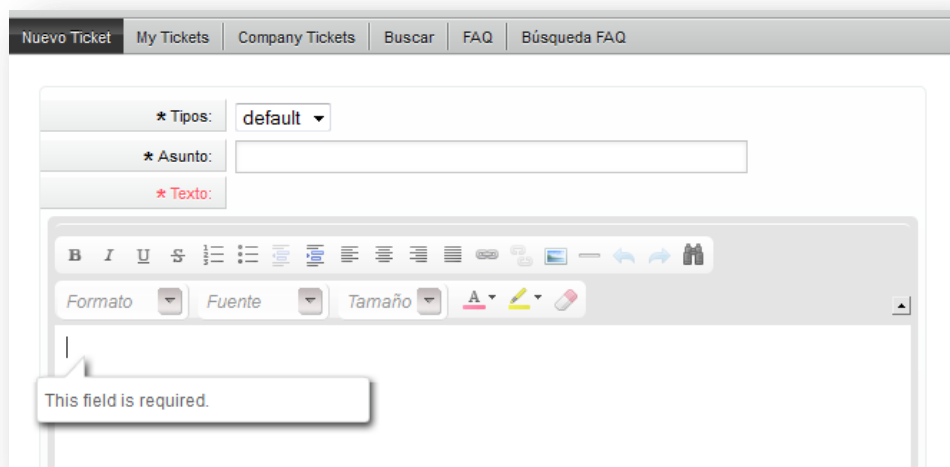 Nuevo Ticket My Tickets Company Tickets Buscar FAQ Búsqueda FAQ
* Tipos: default
* Asunto:
* Texto:
B I U S
Formato Fuente Tamaño A
This field is required.